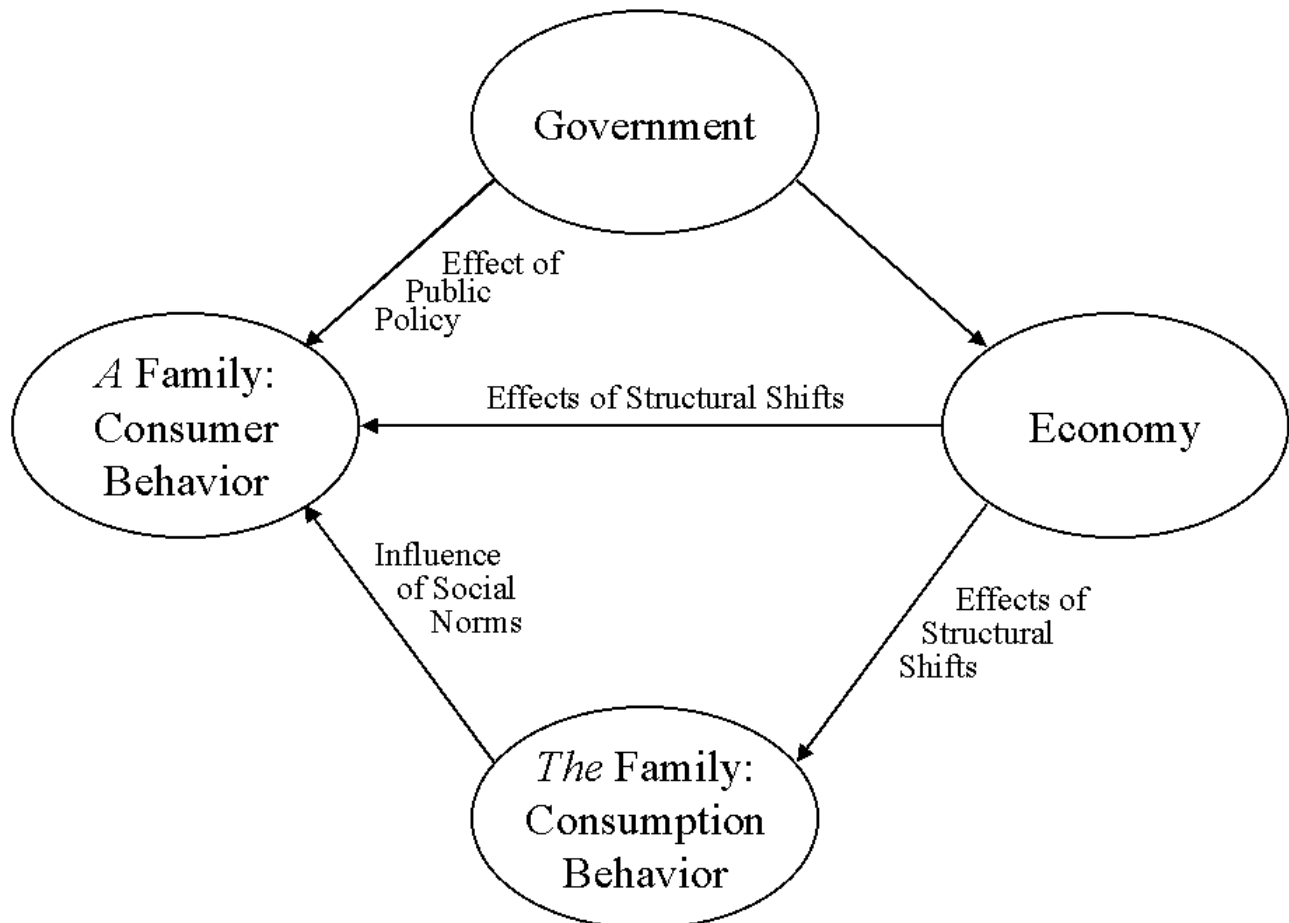 Government
Effect of
Public
Policy
A Family:
Consumer
Behavior
Effects of Structural Shifts
Economy
Influence
of Social
Norms
Effects of
Structural
Shifts
The Family:
Consumption
Behavior